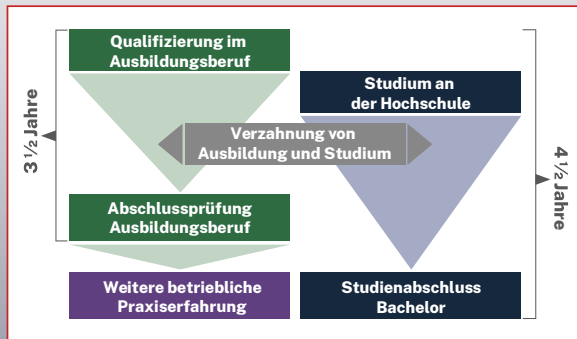 Qualifizierung im
Ausbildungsberuf
Studium an
der Hochschule
Verzahnung von
Ausbildung und Studium
3 ½ Jahre
4 ½ Jahre
Abschlussprüfung
Ausbildungsberuf
Weitere betriebliche
Praxiserfahrung
Studienabschluss
Bachelor